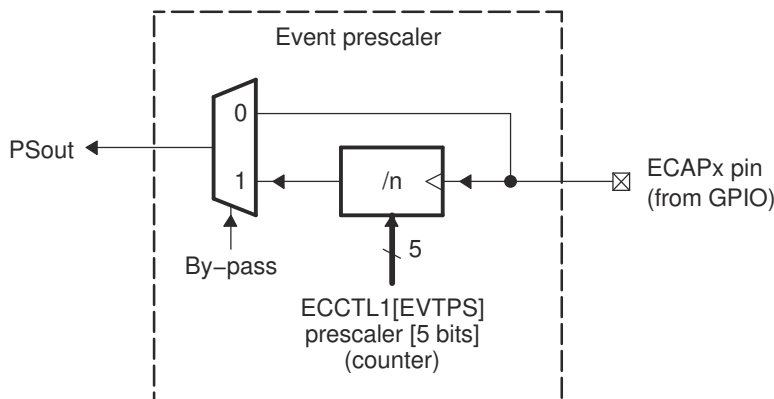 Event prescaler
0
PSout
1
/n
ECAPx pin
(from GPIO)
5
By−pass
ECCTL1[EVTPS]
prescaler [5 bits]
(counter)